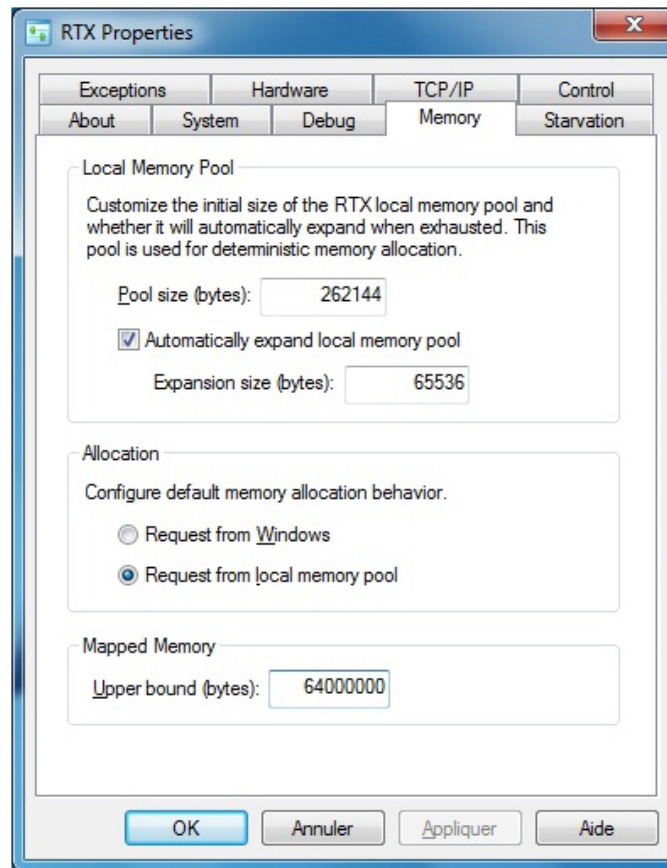 RTX Properties
Exceptions Hardware TCP/IP Control
About System Debug Memory Starvation
Local Memory Pool
Customize the initial size of the RTX local memory pool and
whether it will automatically expand when exhausted. This
pool is used for deterministic memory allocation.
Pool size (bytes): 262144
Automatically expand local memory pool
Expansion size (bytes): 65536
Allocation
Configure default memory allocation behavior.
Request from Windows
Request from local memory pool
Mapped Memory
Upper bound (bytes): 64000000
OK Annuler Appliquer Aide